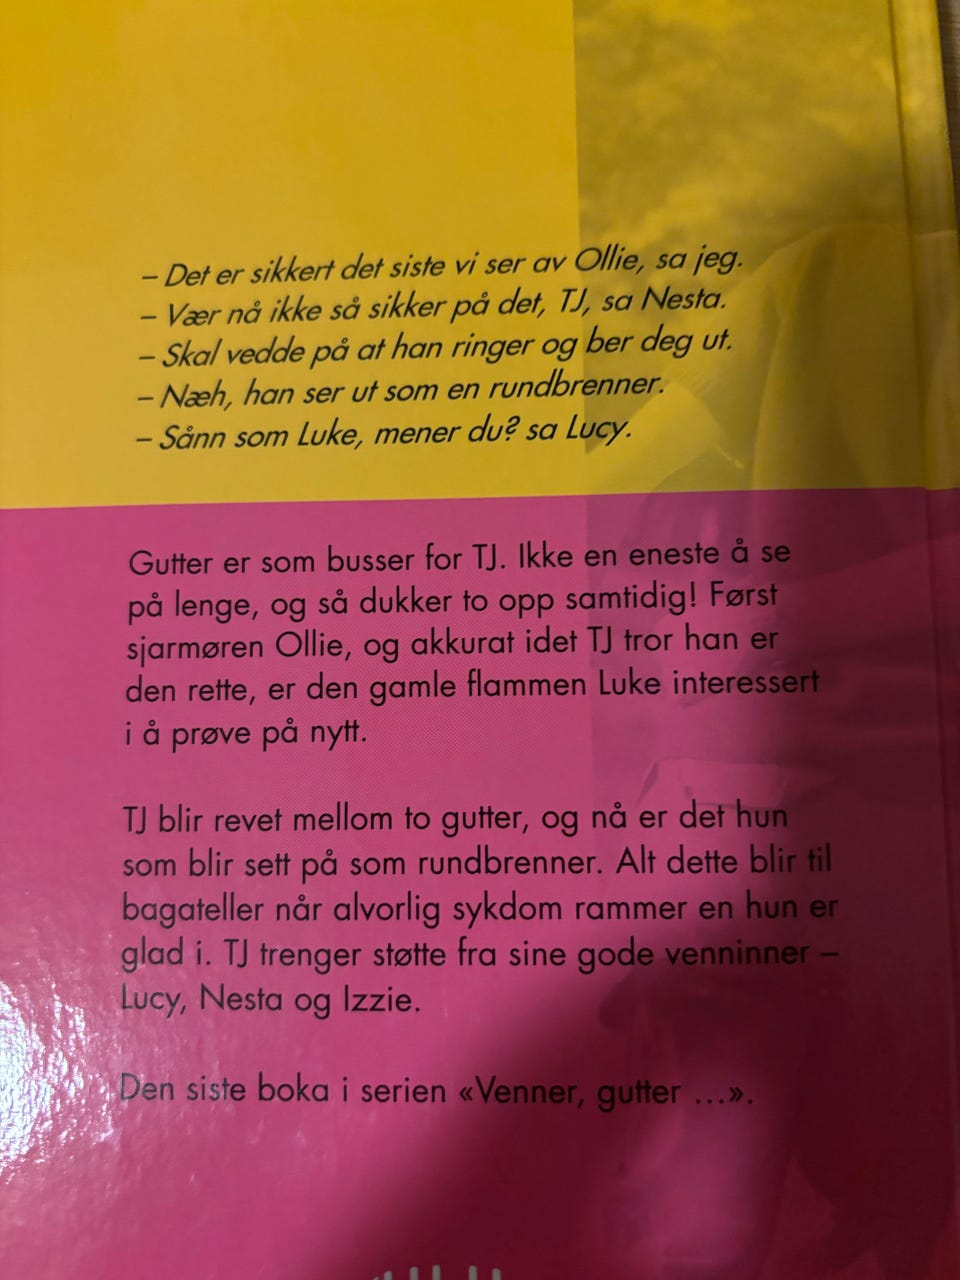 – Det er sikkert det siste vi ser av Ollie, sa jeg.
– Vær nå ikke så sikker på det, TJ, sa Nesta.
– Skal vedde på at han ringer og ber deg ut.
– Næh, han ser ut som en rundbrenner.
– Sånn som Luke, mener du? sa Lucy.
Gutter er som busser for TJ. Ikke en eneste å se
på lenge, og så dukker to opp samtidig! Først
sjarmøren Ollie, og akkurat idet TJ tror han er
den rette, er den gamle flammen Luke interessert
i å prøve på nytt.
TJ blir revet mellom to gutter, og nå er det hun
som blir sett på som rundbrenner. Alt dette blir til
bagateller når alvorlig sykdom rammer en hun er
glad i. TJ trenger støtte fra sine gode venninner –
Lucy, Nesta og Izzie.
Den siste boka i serien «Venner, gutter ...».